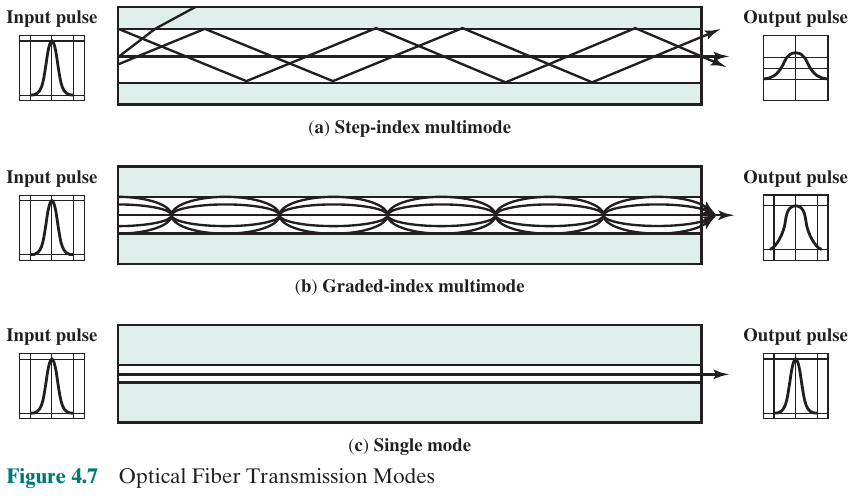 Input pulse
Output pulse
(a) Step-index multimode
Input pulse
Output pulse
(b) Graded-index multimode
Input pulse
Output pulse
(c) Single mode
Figure 4.7 Optical Fiber Transmission Modes